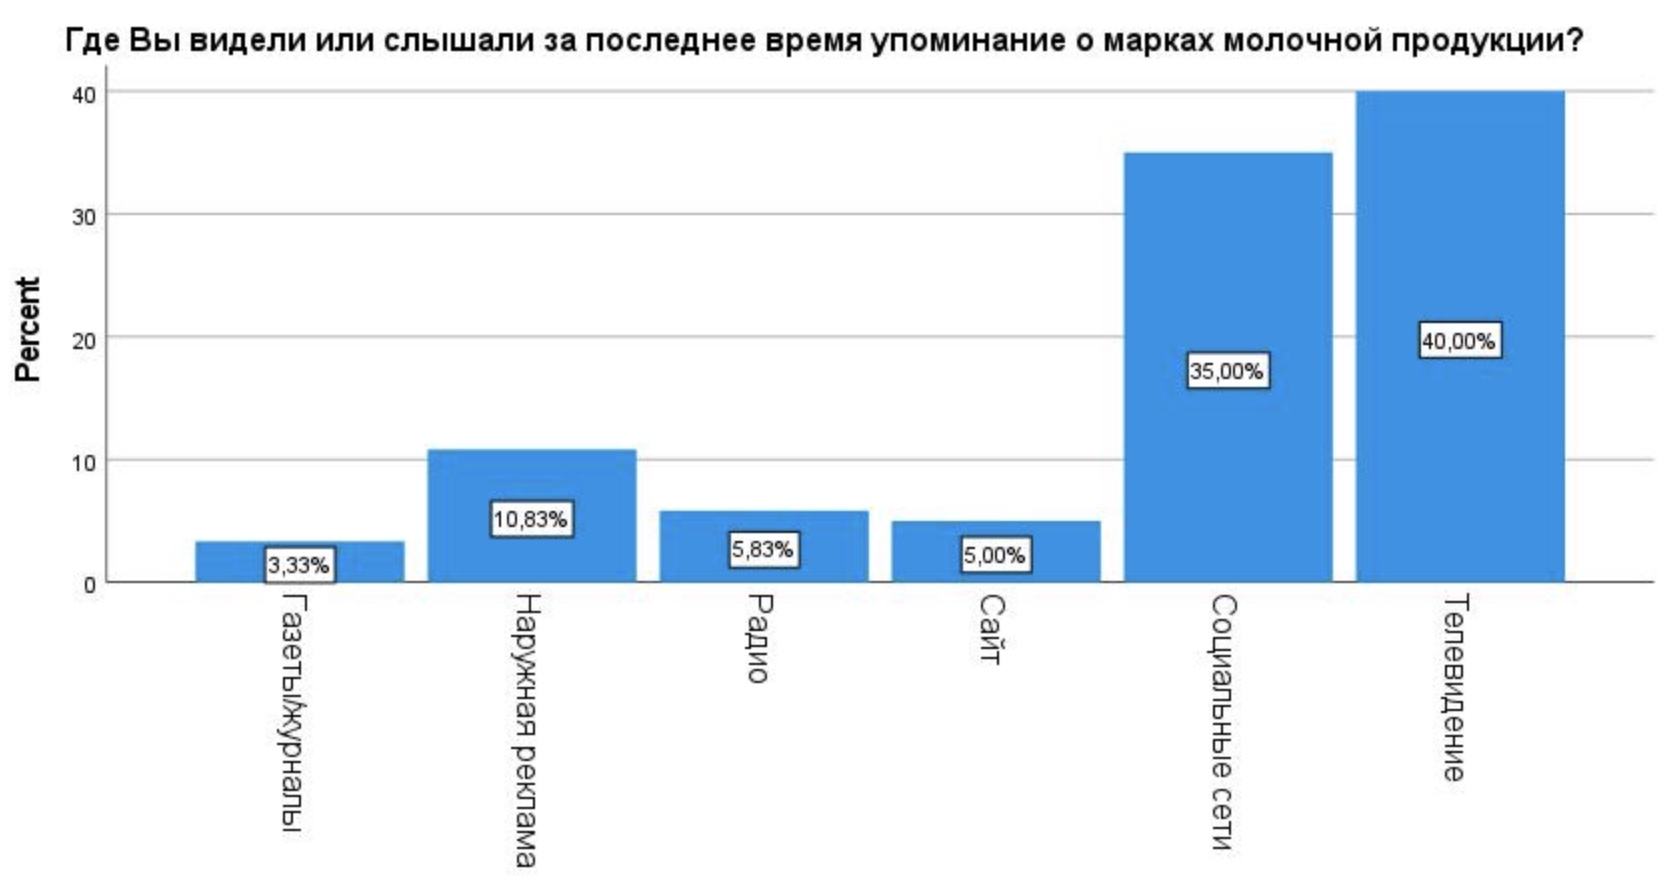 Где Вы видели или слышали за последнее время упоминание о марках молочной продукции?
Percent
40
30
20
10
0
3,33%
10,83%
5,83%
5,00%
35,00%
40,00%
Газеты/журналы
Наружная реклама
Радио
Сайт
Социальные сети
Телевидение